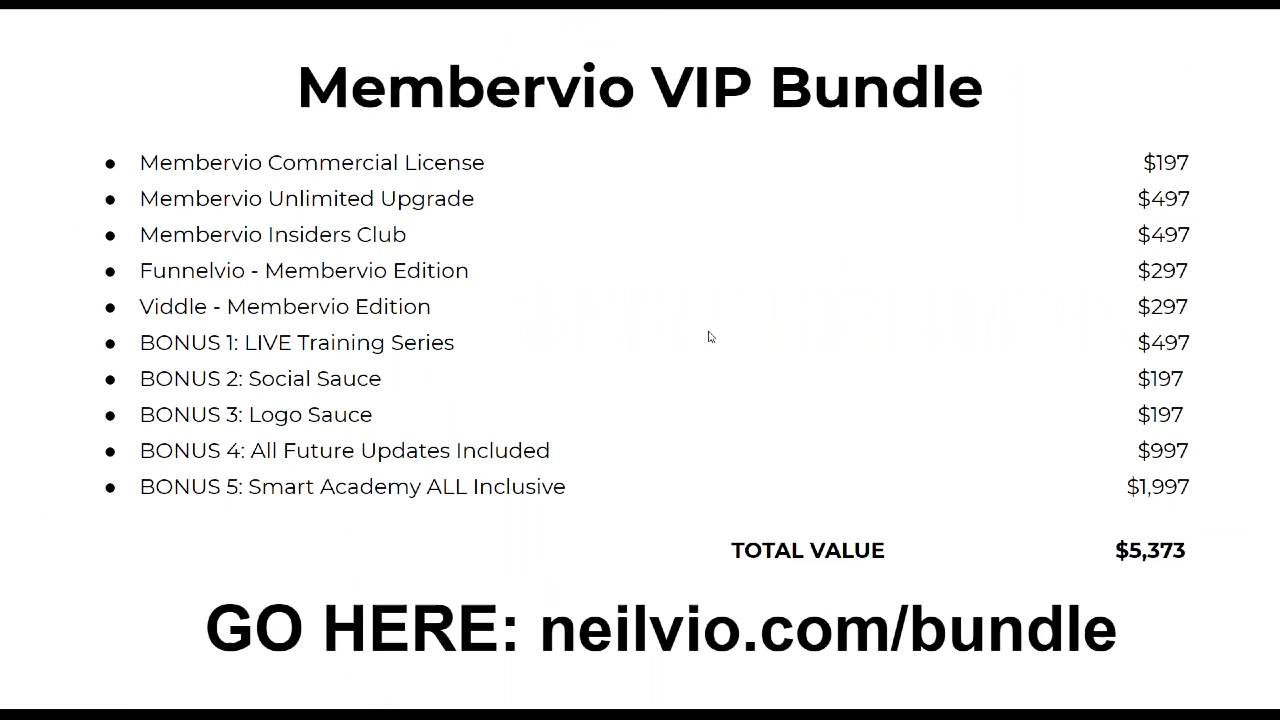 Membervio VIP Bundle
● Membervio Commercial License $197
● Membervio Unlimited Upgrade $497
● Membervio Insiders Club $497
● Funnelvio - Membervio Edition $297
● Viddle - Membervio Edition $297
● BONUS 1: LIVE Training Series $497
● BONUS 2: Social Sauce $197
● BONUS 3: Logo Sauce $197
● BONUS 4: All Future Updates Included $997
● BONUS 5: Smart Academy ALL Inclusive $1,997
TOTAL VALUE $5,373
GO HERE: neilvio.com/bundle